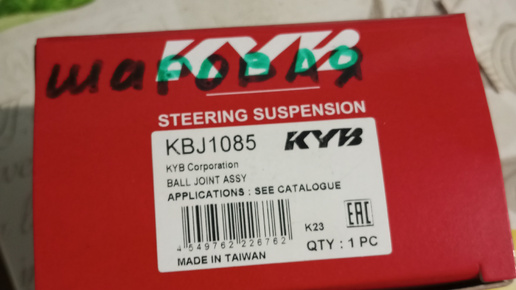 KYB
шаровая
STEERING SUSPENSION
KBJ1085 KYB
KYB Corporation
BALL JOINT ASSY
APPLICATIONS : SEE CATALOGUE
4 549762 226762
K23
EAC
QTY : 1 PC
MADE IN TAIWAN